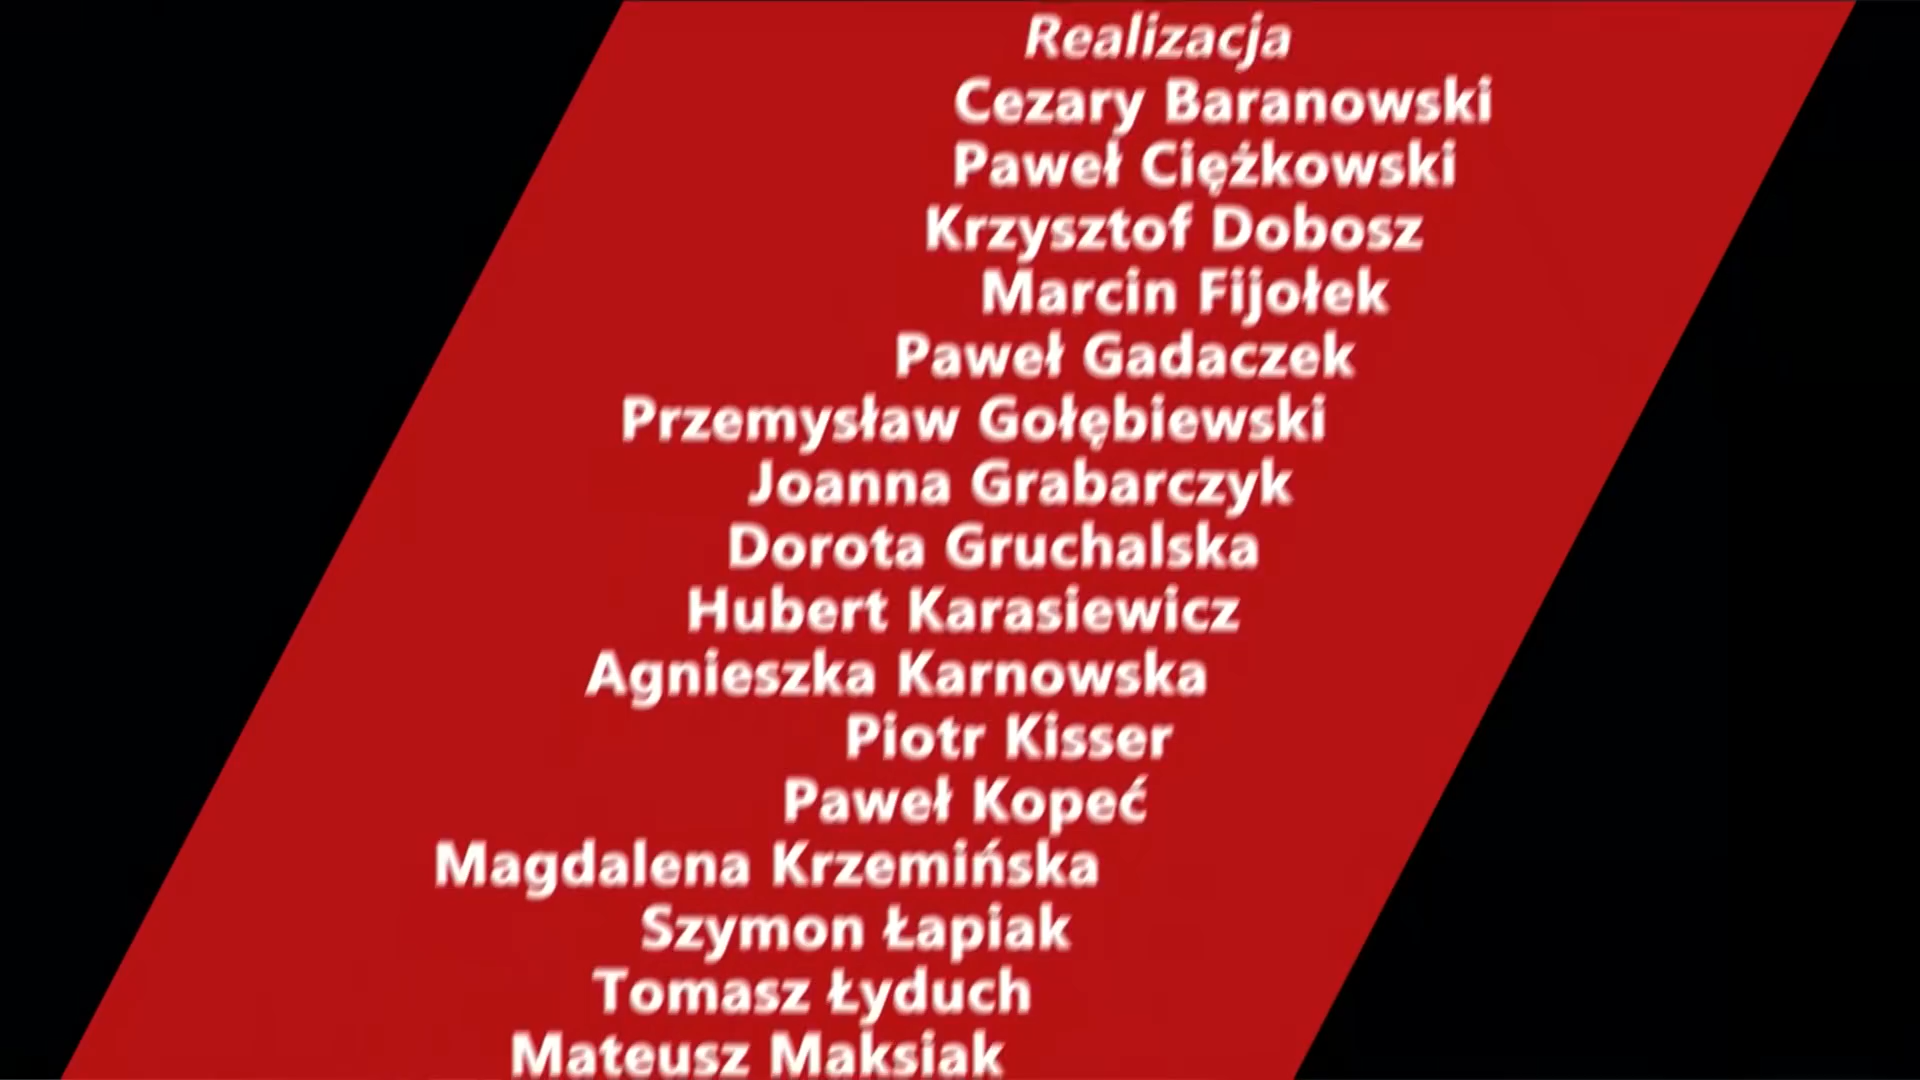 Realizacja
Cezary Baranowski
Paweł Ciężkowski
Krzysztof Dobosz
Marcin Fijołek
Paweł Gadaczek
Przemysław Gołębiewski
Joanna Grabarczyk
Dorota Gruchalska
Hubert Karasiewicz
Agnieszka Karnowska
Piotr Kisser
Paweł Kopeć
Magdalena Krzemińska
Szymon Łapiak
Tomasz Łyduch
Mateusz Maksiak